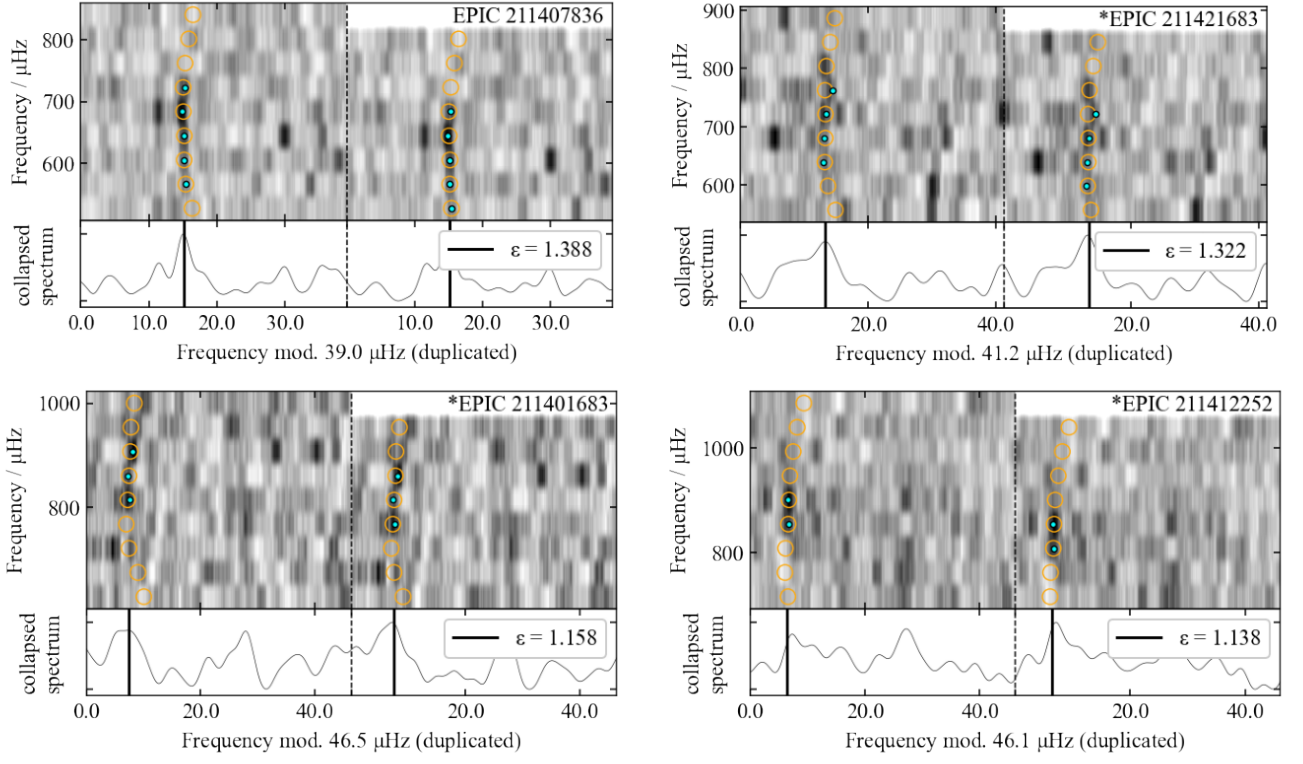 EPIC 211407836
Frequency / μHz
800
700
600
collapsed
spectrum
ε = 1.388
0.0 10.0 20.0 30.0 10.0 20.0 30.0
Frequency mod. 39.0 μHz (duplicated)
*EPIC 211421683
Frequency / μHz
900
800
700
600
collapsed
spectrum
ε = 1.322
0.0 20.0 40.0 20.0 40.0
Frequency mod. 41.2 μHz (duplicated)
*EPIC 211401683
Frequency / μHz
1000
800
collapsed
spectrum
ε = 1.158
0.0 20.0 40.0 20.0 40.0
Frequency mod. 46.5 μHz (duplicated)
*EPIC 211412252
Frequency / μHz
1000
800
collapsed
spectrum
ε = 1.138
0.0 20.0 40.0 20.0 40.0
Frequency mod. 46.1 μHz (duplicated)